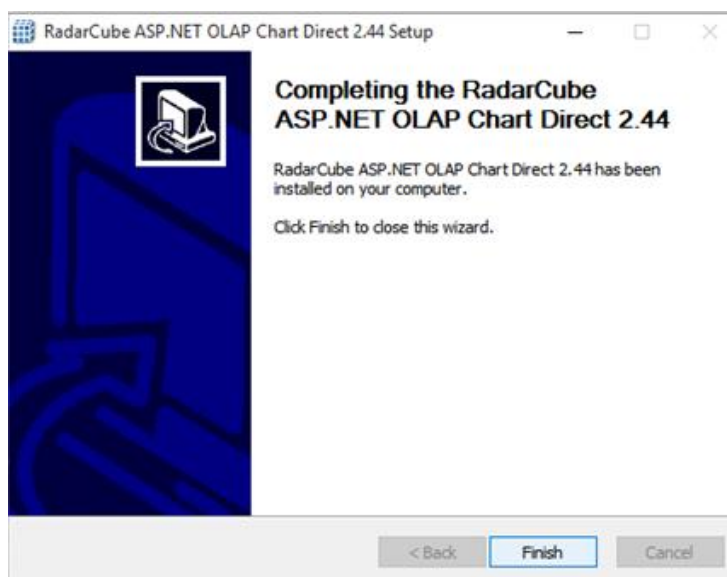 RadarCube ASP.NET OLAP Chart Direct 2.44 Setup
Completing the RadarCube
ASP.NET OLAP Chart Direct 2.44
RadarCube ASP.NET OLAP Chart Direct 2.44 has been
installed on your computer.
Click Finish to close this wizard.
< Back
Finish
Cancel